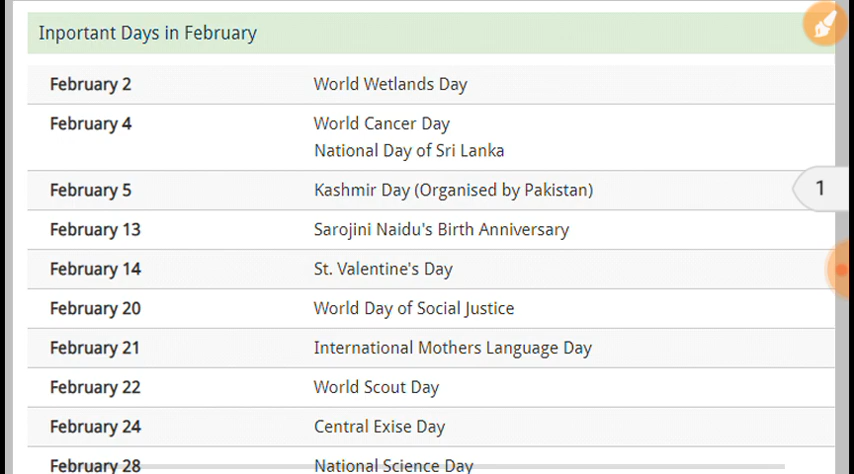 Inportant Days in February
February 2 World Wetlands Day
February 4 World Cancer Day
National Day of Sri Lanka
February 5 Kashmir Day (Organised by Pakistan)
1
February 13 Sarojini Naidu's Birth Anniversary
February 14 St. Valentine's Day
February 20 World Day of Social Justice
February 21 International Mothers Language Day
February 22 World Scout Day
February 24 Central Exise Day
February 28 National Science Day